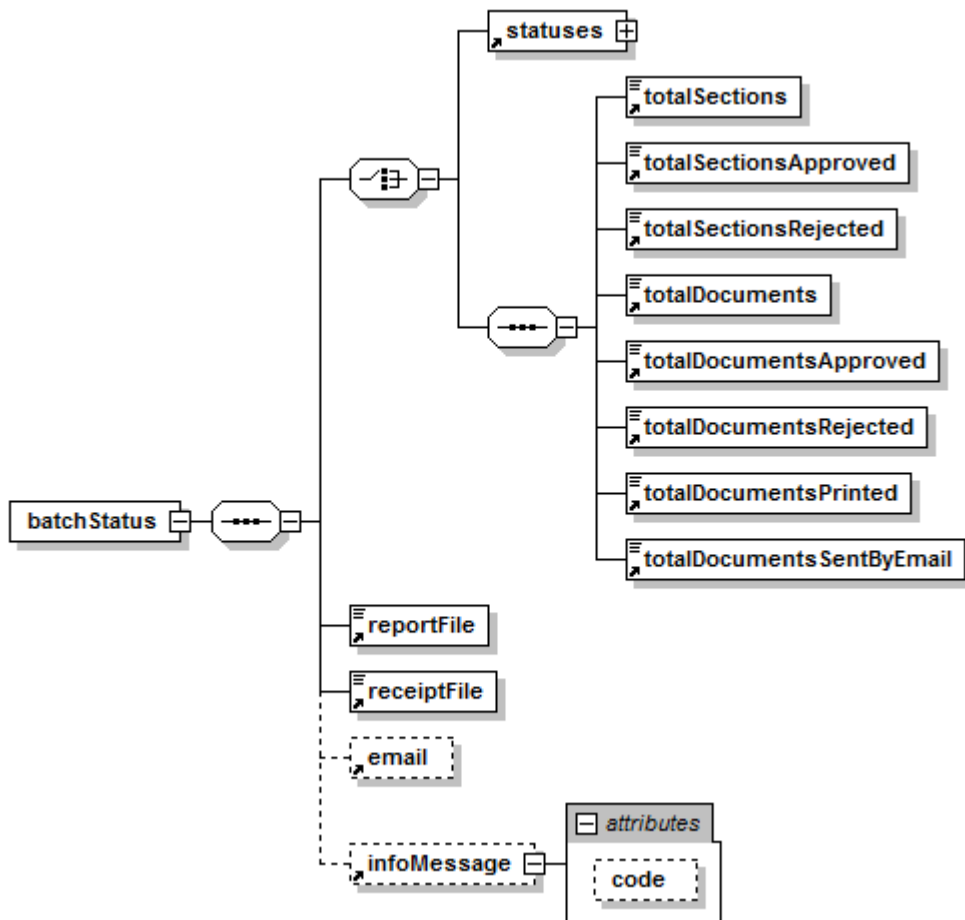 statuses
totalSections
totalSectionsApproved
totalSectionsRejected
totalDocuments
totalDocumentsApproved
totalDocumentsRejected
totalDocumentsPrinted
batchStatus
totalDocumentsSentByEmail
reportFile
receiptFile
email
attributes
infoMessage
code